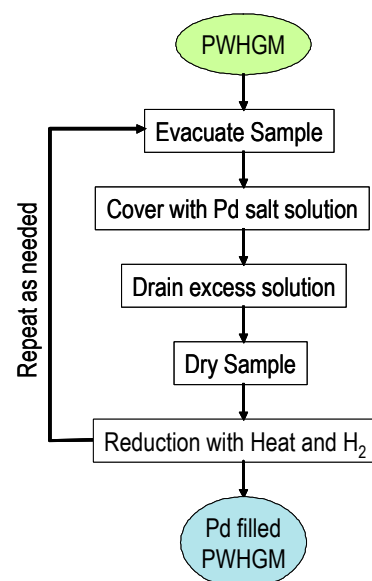 PWHGM
Evacuate Sample
Cover with Pd salt solution
Drain excess solution
Dry Sample
Reduction with Heat and H₂
Repeat as needed
Pd filled
PWHGM